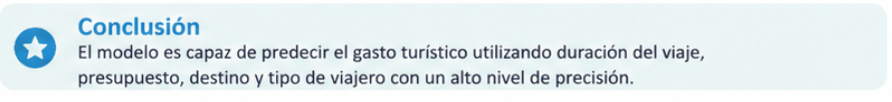 Conclusión
El modelo es capaz de predecir el gasto turístico utilizando duración del viaje,
presupuesto, destino y tipo de viajero con un alto nivel de precisión.